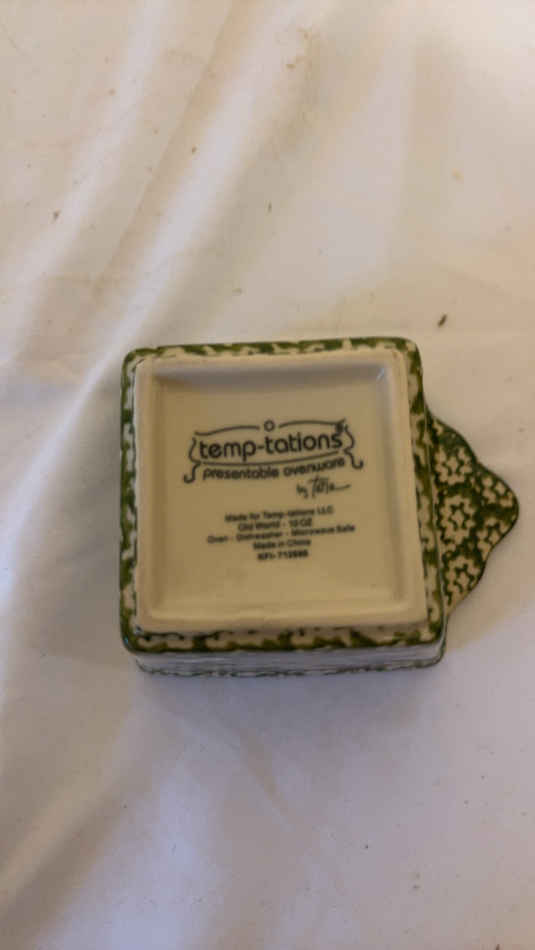 temp-tations®
presentable ovenware
by Tara
Made for Temp-tations LLC
Old World - 10 OZ
Oven - Dishwasher - Microwave Safe
Made in China